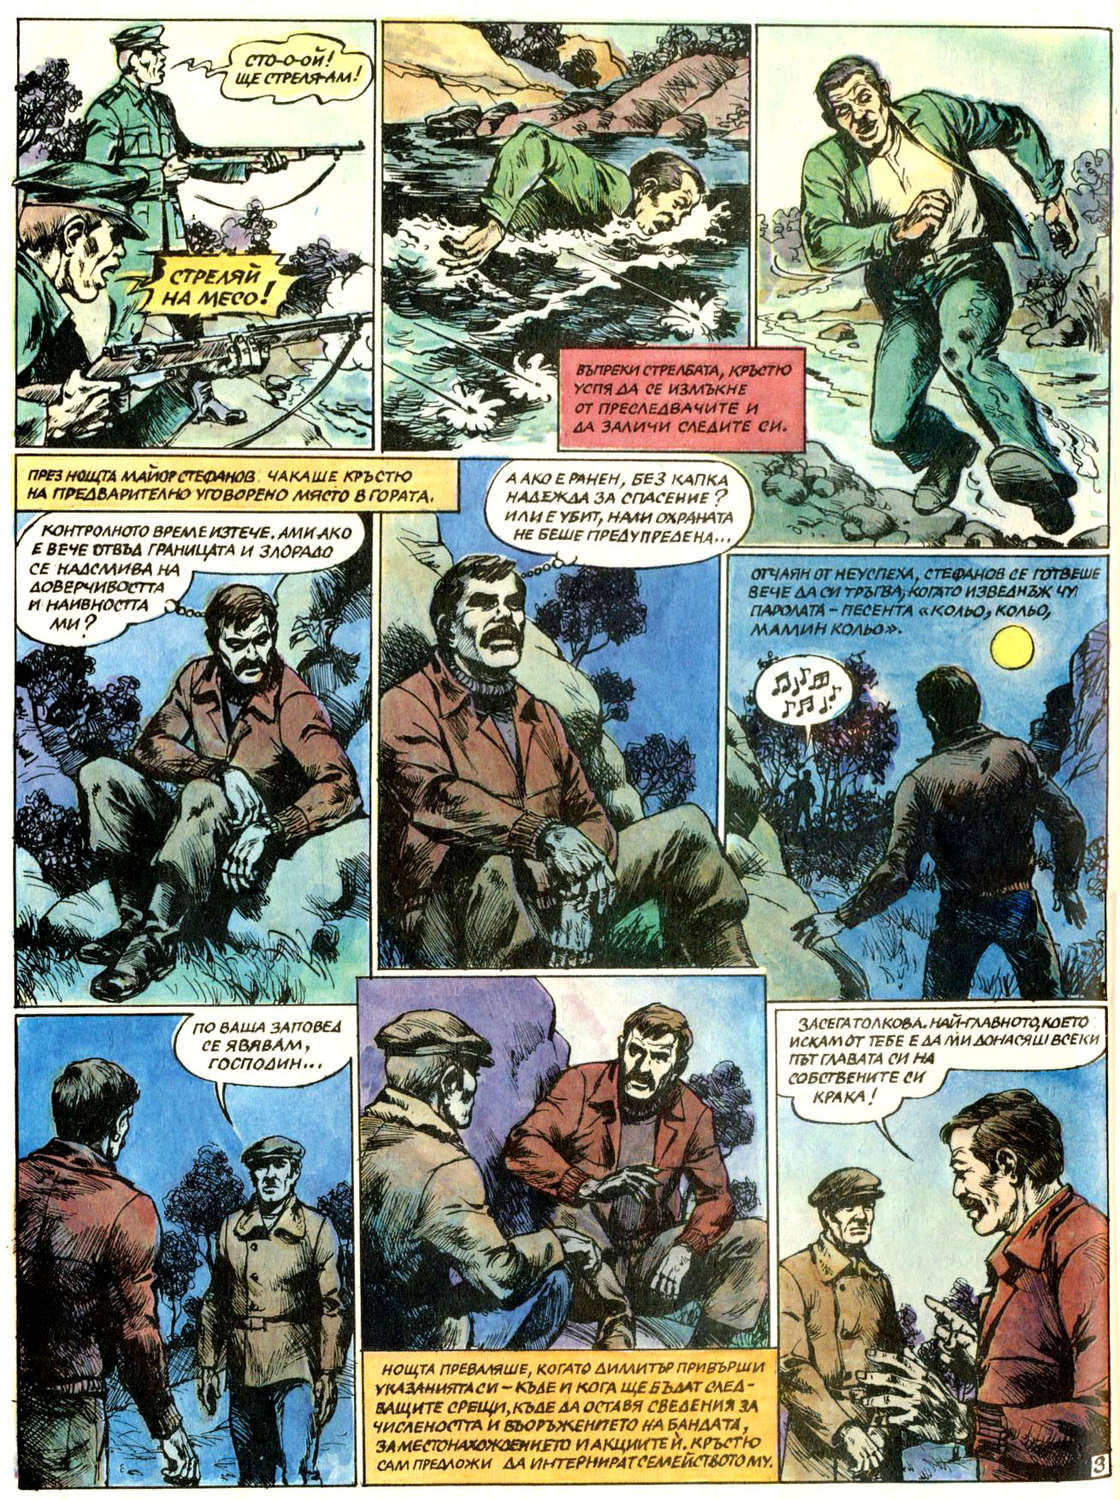 СТО-О-ОЙ!
ЩЕ СТРЕЛЯ-АМ!
СТРЕЛЯЙ
НА МЕСО!
ВЪПРЕКИ СТРЕЛБАТА, КРЪСТЮ
УСПЯ ДА СЕ ИЗМЪКНЕ
ОТ ПРЕСЛЕДВАЧИТЕ И
ДА ЗАЛИЧИ СЛЕДИТЕ СИ.
ПРЕЗ НОЩТА МАЙОР СТЕФАНОВ ЧАКАШЕ КРЪСТЮ
НА ПРЕДВАРИТЕЛНО УГОВОРЕНО МЯСТО В ГОРАТА.
КОНТРОЛНОТО ВРЕМЕ ИЗТЕЧЕ. АМИ АКО
Е ВЕЧЕ ОТВЪД ГРАНИЦАТА И ЗЛОРАДО
СЕ НАДСМИВА НА
ДОВЕРЧИВОСТТА
И НАИВНОСТТА
МИ?
А АКО Е РАНЕН, БЕЗ КАПКА
НАДЕЖДА ЗА СПАСЕНИЕ?
ИЛИ Е УБИТ, НАЛИ ОХРАНАТА
НЕ БЕШЕ ПРЕДУПРЕДЕНА...
ОТЧАЯН ОТ НЕУСПЕХА, СТЕФАНОВ СЕ ГОТВЕШЕ
ВЕЧЕ ДА СИ ТРЪГВА, КОГАТО ИЗВЕДНЪЖ ЧУ
ПАРОЛАТА - ПЕСЕНТА «КОЛЬО, КОЛЬО,
МАМИН КОЛЬО».
ПО ВАША ЗАПОВЕД
СЕ ЯВЯВАМ,
ГОСПОДИН...
НОЩТА ПРЕВАЛЯШЕ, КОГАТО ДИМИТЪР ПРИВЪРШИ
УКАЗАНИЯТА СИ - КЪДЕ И КОГА ЩЕ БЪДАТ СЛЕД-
ВАЩИТЕ СРЕЩИ, КЪДЕ ДА ОСТАВЯ СВЕДЕНИЯ ЗА
ЧИСЛЕНОСТТА И ВЪОРЪЖЕНИЕТО НА БАНДАТА,
ЗА МЕСТОНАХОЖДЕНИЕТО И АКЦИИТЕ Й. КРЪСТЮ
САМ ПРЕДЛОЖИ ДА ИНТЕРНИРАТ СЕМЕЙСТВОТО МУ.
ЗАСЕГА ТОЛКОВА. НАЙ-ГЛАВНОТО, КОЕТО
ИСКАМ ОТ ТЕБЕ Е ДА МИ ДОНАСЯШ ВСЕКИ
ПЪТ ГЛАВАТА СИ НА
СОБСТВЕНИТЕ СИ
КРАКА!
3